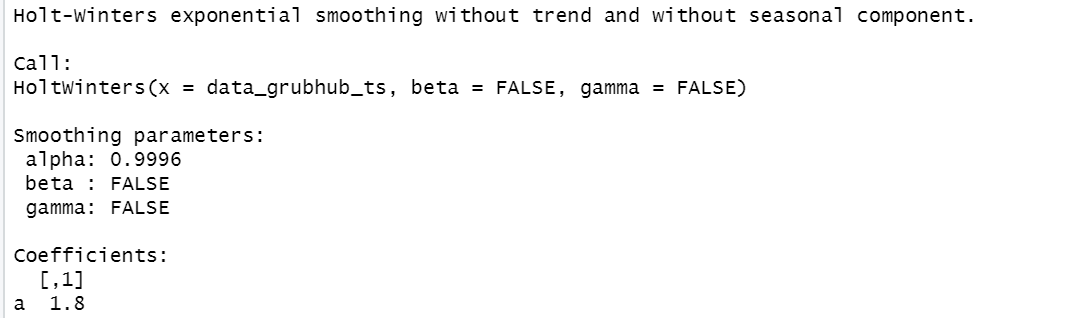 Holt-Winters exponential smoothing without trend and without seasonal component.
Call:
HoltWinters(x = data_grubhub_ts, beta = FALSE, gamma = FALSE)
Smoothing parameters:
alpha: 0.9996
beta : FALSE
gamma: FALSE
Coefficients:
[,1]
a 1.8